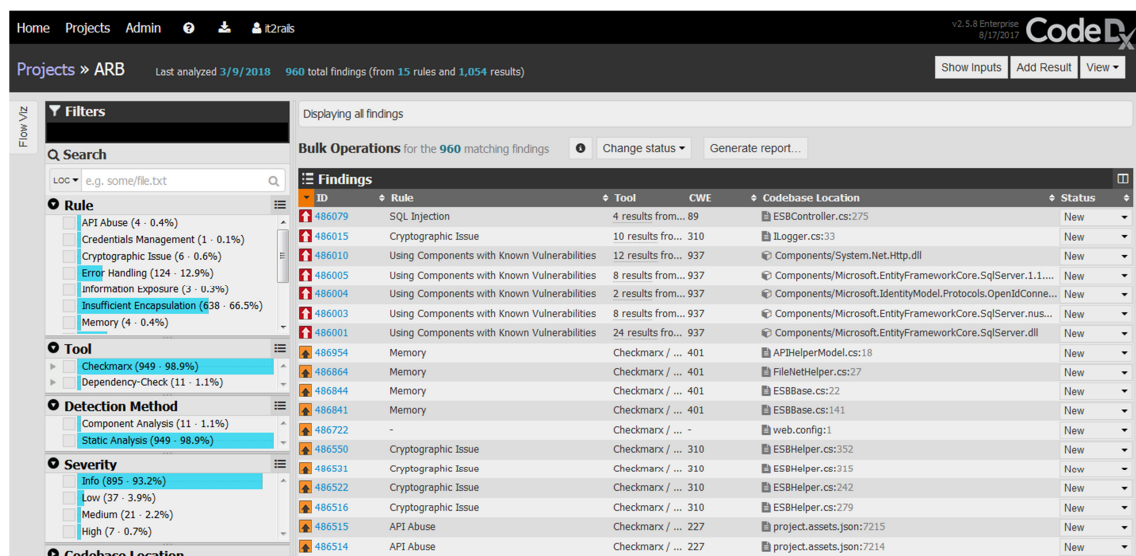 Home Projects Admin it2rails
v2.5.8 Enterprise
8/17/2017
Code Dx
Projects » ARB Last analyzed 3/9/2018 960 total findings (from 15 rules and 1,054 results)
Show Inputs Add Result View
Flow Viz
Filters
Search
LOC e.g. some/file.txt
Rule
API Abuse (4 · 0.4%)
Credentials Management (1 · 0.1%)
Cryptographic Issue (6 · 0.6%)
Error Handling (124 · 12.9%)
Information Exposure (3 · 0.3%)
Insufficient Encapsulation (638 · 66.5%)
Memory (4 · 0.4%)
Tool
Checkmarx (949 · 98.9%)
Dependency-Check (11 · 1.1%)
Detection Method
Component Analysis (11 · 1.1%)
Static Analysis (949 · 98.9%)
Severity
Info (895 · 93.2%)
Low (37 · 3.9%)
Medium (21 · 2.2%)
High (7 · 0.7%)
Codebase Location
Displaying all findings
Bulk Operations for the 960 matching findings Change status Generate report...
Findings
ID Rule Tool CWE Codebase Location Status
486079 SQL Injection 4 results from... 89 ESBController.cs:275 New
486015 Cryptographic Issue 10 results fro... 310 ILogger.cs:33 New
486010 Using Components with Known Vulnerabilities 12 results fro... 937 Components/System.Net.Http.dll New
486005 Using Components with Known Vulnerabilities 8 results from... 937 Components/Microsoft.EntityFrameworkCore.SqlServer.1.1.... New
486004 Using Components with Known Vulnerabilities 2 results from... 937 Components/Microsoft.IdentityModel.Protocols.OpenIdConne... New
486003 Using Components with Known Vulnerabilities 8 results from... 937 Components/Microsoft.EntityFrameworkCore.SqlServer.nus... New
486001 Using Components with Known Vulnerabilities 24 results fro... 937 Components/Microsoft.EntityFrameworkCore.SqlServer.dll New
486954 Memory Checkmarx / ... 401 APIHelperModel.cs:18 New
486864 Memory Checkmarx / ... 401 FileNetHelper.cs:27 New
486844 Memory Checkmarx / ... 401 ESBBase.cs:22 New
486841 Memory Checkmarx / ... 401 ESBBase.cs:141 New
486722 - Checkmarx / ... - web.config:1 New
486550 Cryptographic Issue Checkmarx / ... 310 ESBHelper.cs:352 New
486531 Cryptographic Issue Checkmarx / ... 310 ESBHelper.cs:315 New
486522 Cryptographic Issue Checkmarx / ... 310 ESBHelper.cs:242 New
486516 Cryptographic Issue Checkmarx / ... 310 ESBHelper.cs:279 New
486515 API Abuse Checkmarx / ... 227 project.assets.json:7215 New
486514 API Abuse Checkmarx / ... 227 project.assets.json:7214 New